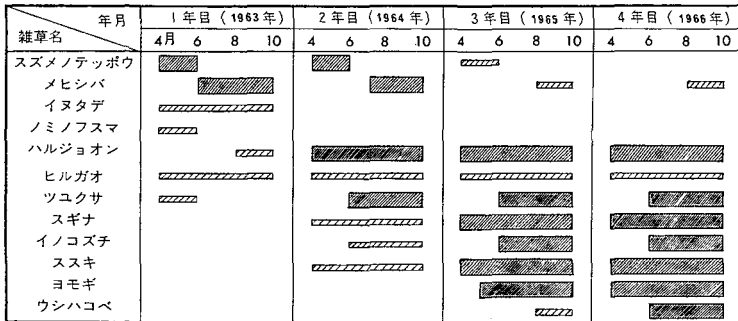 年月 1年目（1963年） 2年目（1964年） 3年目（1965年） 4年目（1966年）
雑草名 4月 6 8 10 4 6 8 10 4 6 8 10 4 6 8 10
スズメノテッポウ
メヒシバ
イヌタデ
ノミノフスマ
ハルジョオン
ヒルガオ
ツユクサ
スギナ
イノコズチ
ススキ
ヨモギ
ウシハコベ